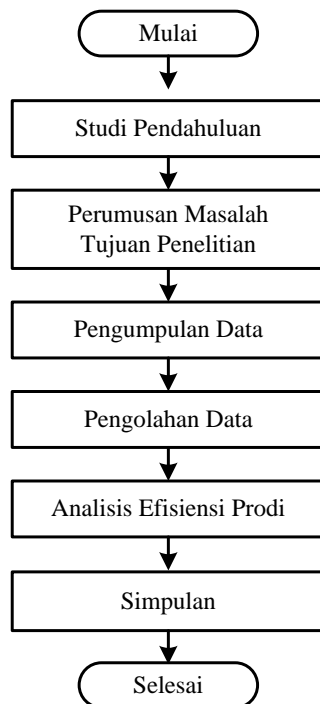 Mulai
Studi Pendahuluan
Perumusan Masalah
Tujuan Penelitian
Pengumpulan Data
Pengolahan Data
Analisis Efisiensi Prodi
Simpulan
Selesai